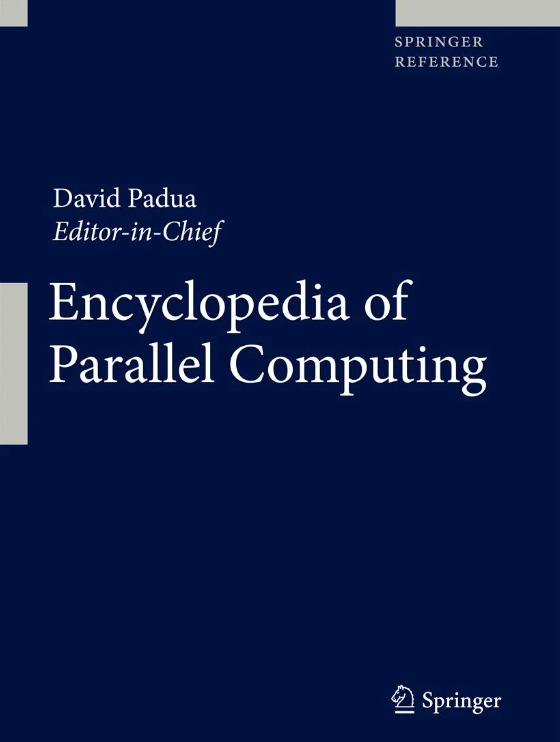 SPRINGER
REFERENCE
David Padua
Editor-in-Chief
Encyclopedia of
Parallel Computing
Springer